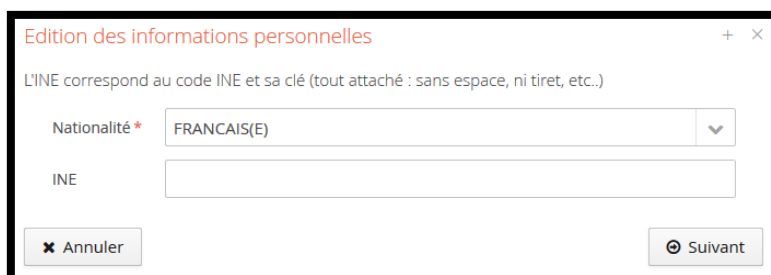 Edition des informations personnelles
L'INE correspond au code INE et sa clé (tout attaché : sans espace, ni tiret, etc..)
Nationalité * FRANCAIS(E)
INE
Annuler Suivant